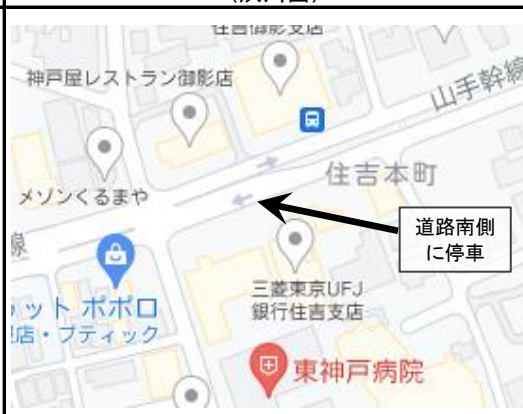 住吉御影支店
神戸屋レストラン御影店
山手幹線
住吉本町
メゾンくるまや
道路南側
に停車
線
三菱東京UFJ
銀行住吉支店
ット ポポロ
店・ブティック
東神戸病院